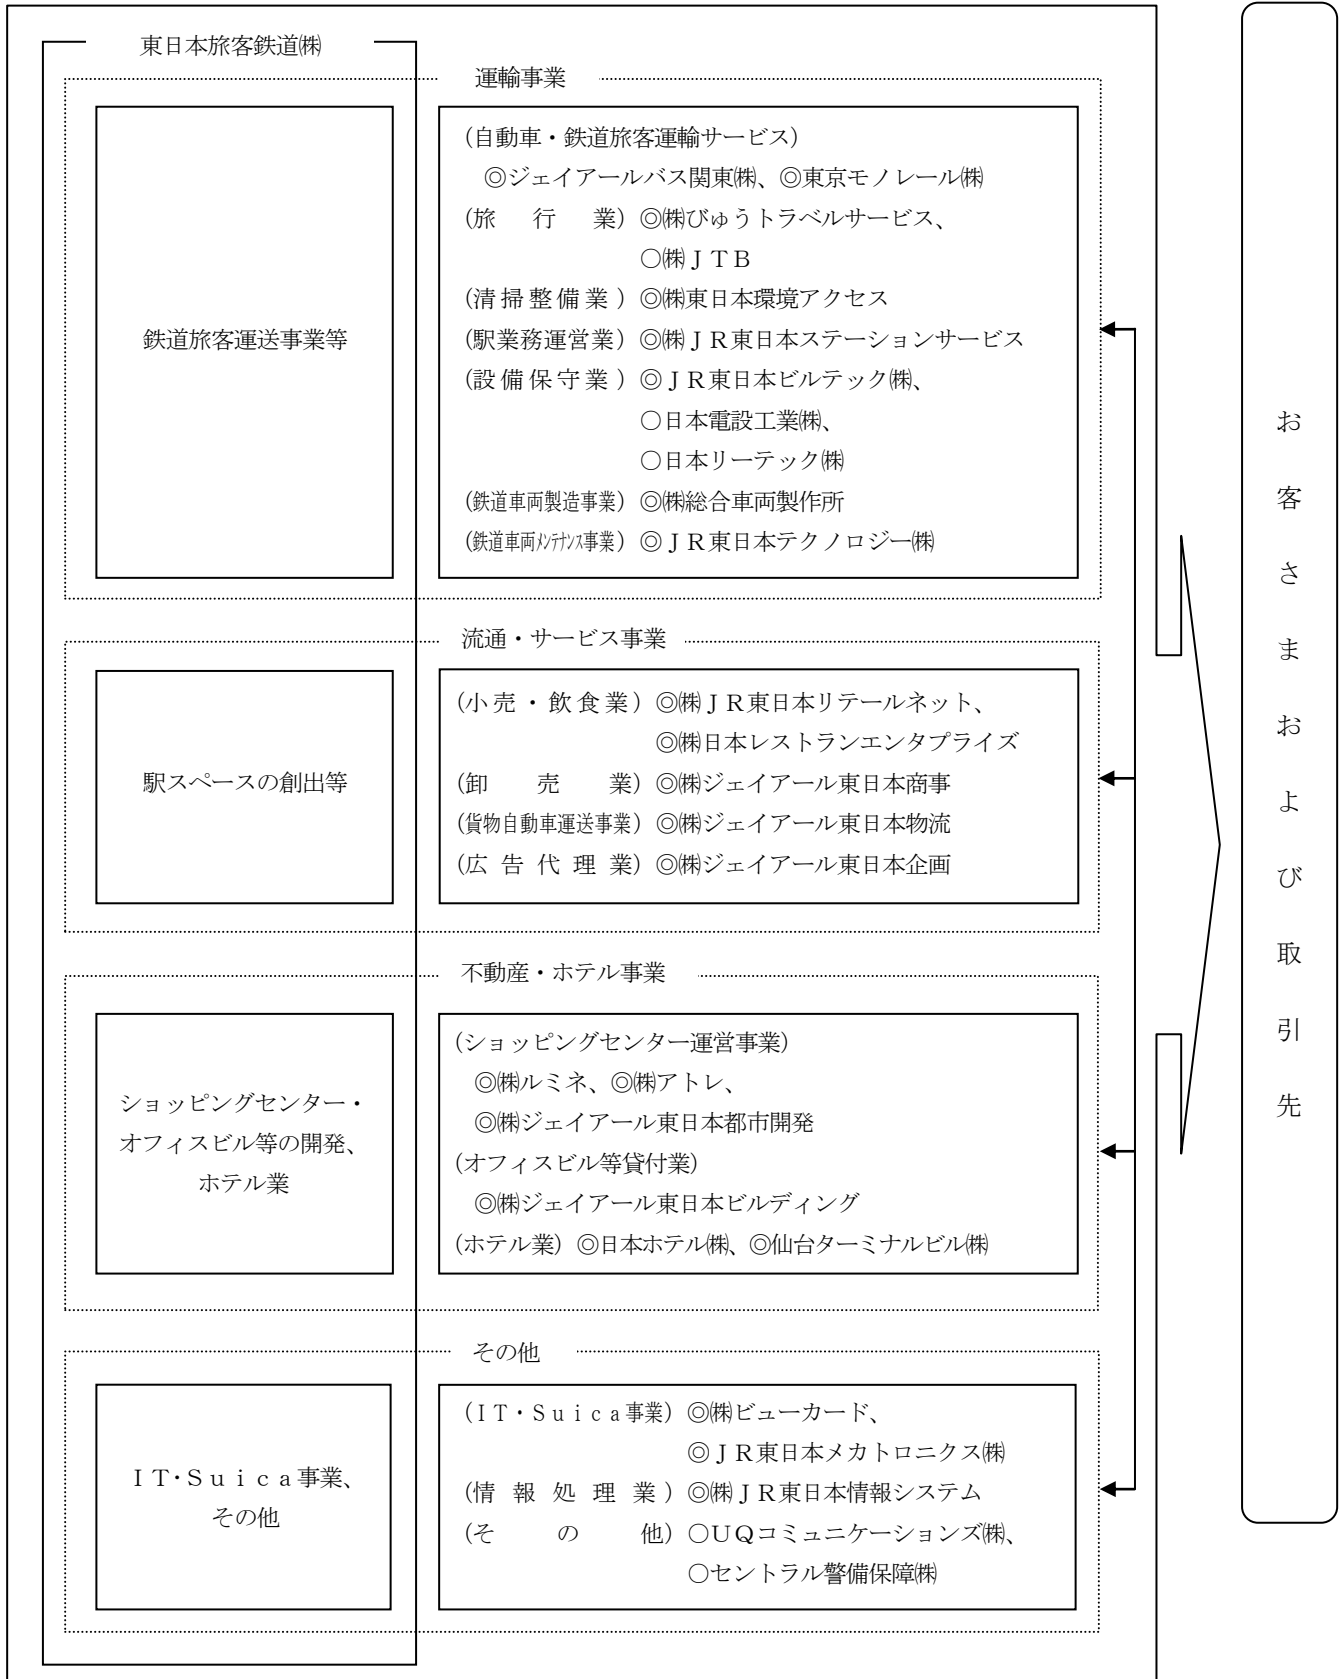 東日本旅客鉄道㈱
運輸事業
鉄道旅客運送事業等
(自動車・鉄道旅客運輸サービス)
◎ジェイアールバス関東㈱、◎東京モノレール㈱
(旅行業) ◎㈱びゅうトラベルサービス、
○㈱ＪＴＢ
(清掃整備業) ◎㈱東日本環境アクセス
(駅業務運営業) ◎㈱ＪＲ東日本ステーションサービス
(設備保守業) ◎ＪＲ東日本ビルテック㈱、
○日本電設工業㈱、
○日本リーテック㈱
(鉄道車両製造事業) ◎㈱総合車両製作所
(鉄道車両ﾒﾝﾃﾅﾝｽ事業) ◎ＪＲ東日本テクノロジー㈱
流通・サービス事業
駅スペースの創出等
(小売・飲食業) ◎㈱ＪＲ東日本リテールネット、
◎㈱日本レストランエンタプライズ
(卸売業) ◎㈱ジェイアール東日本商事
(貨物自動車運送事業) ◎㈱ジェイアール東日本物流
(広告代理業) ◎㈱ジェイアール東日本企画
不動産・ホテル事業
ショッピングセンター・
オフィスビル等の開発、
ホテル業
(ショッピングセンター運営事業)
◎㈱ルミネ、◎㈱アトレ、
◎㈱ジェイアール東日本都市開発
(オフィスビル等貸付業)
◎㈱ジェイアール東日本ビルディング
(ホテル業) ◎日本ホテル㈱、◎仙台ターミナルビル㈱
その他
ＩＴ・Ｓｕｉｃａ事業、
その他
(ＩＴ・Ｓｕｉｃａ事業) ◎㈱ビューカード、
◎ＪＲ東日本メカトロニクス㈱
(情報処理業) ◎㈱ＪＲ東日本情報システム
(その他) ○ＵＱコミュニケーションズ㈱、
○セントラル警備保障㈱
お客さまおよび取引先